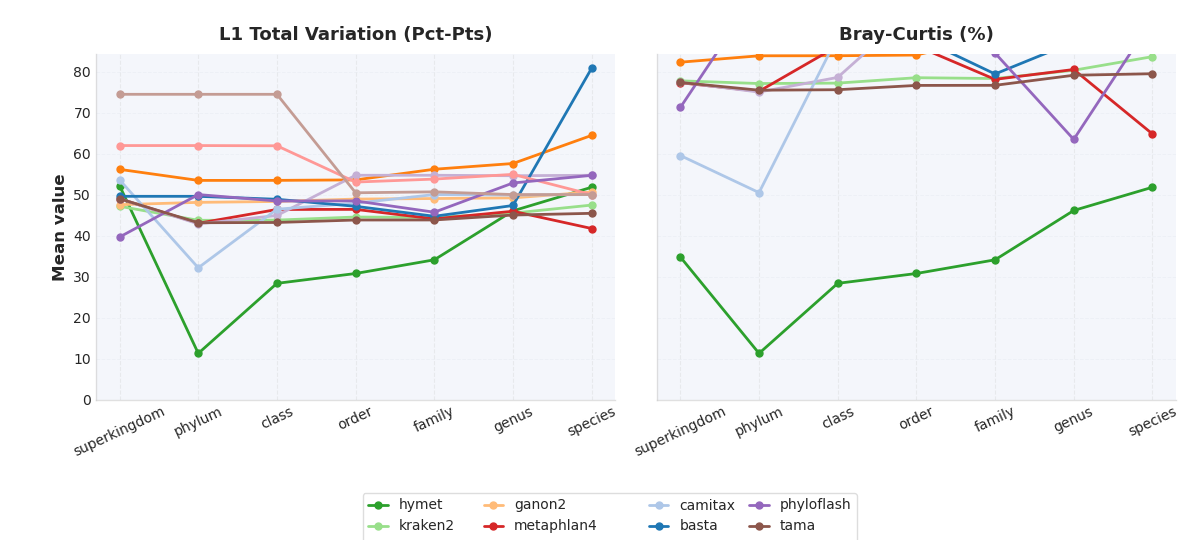 L1 Total Variation (Pct-Pts)
Bray-Curtis (%)
Mean value
80
70
60
50
40
30
20
10
0
superkingdom phylum class order family genus species
superkingdom phylum class order family genus species
hymet ganon2 camitax phyloflash
kraken2 metaphlan4 basta tama